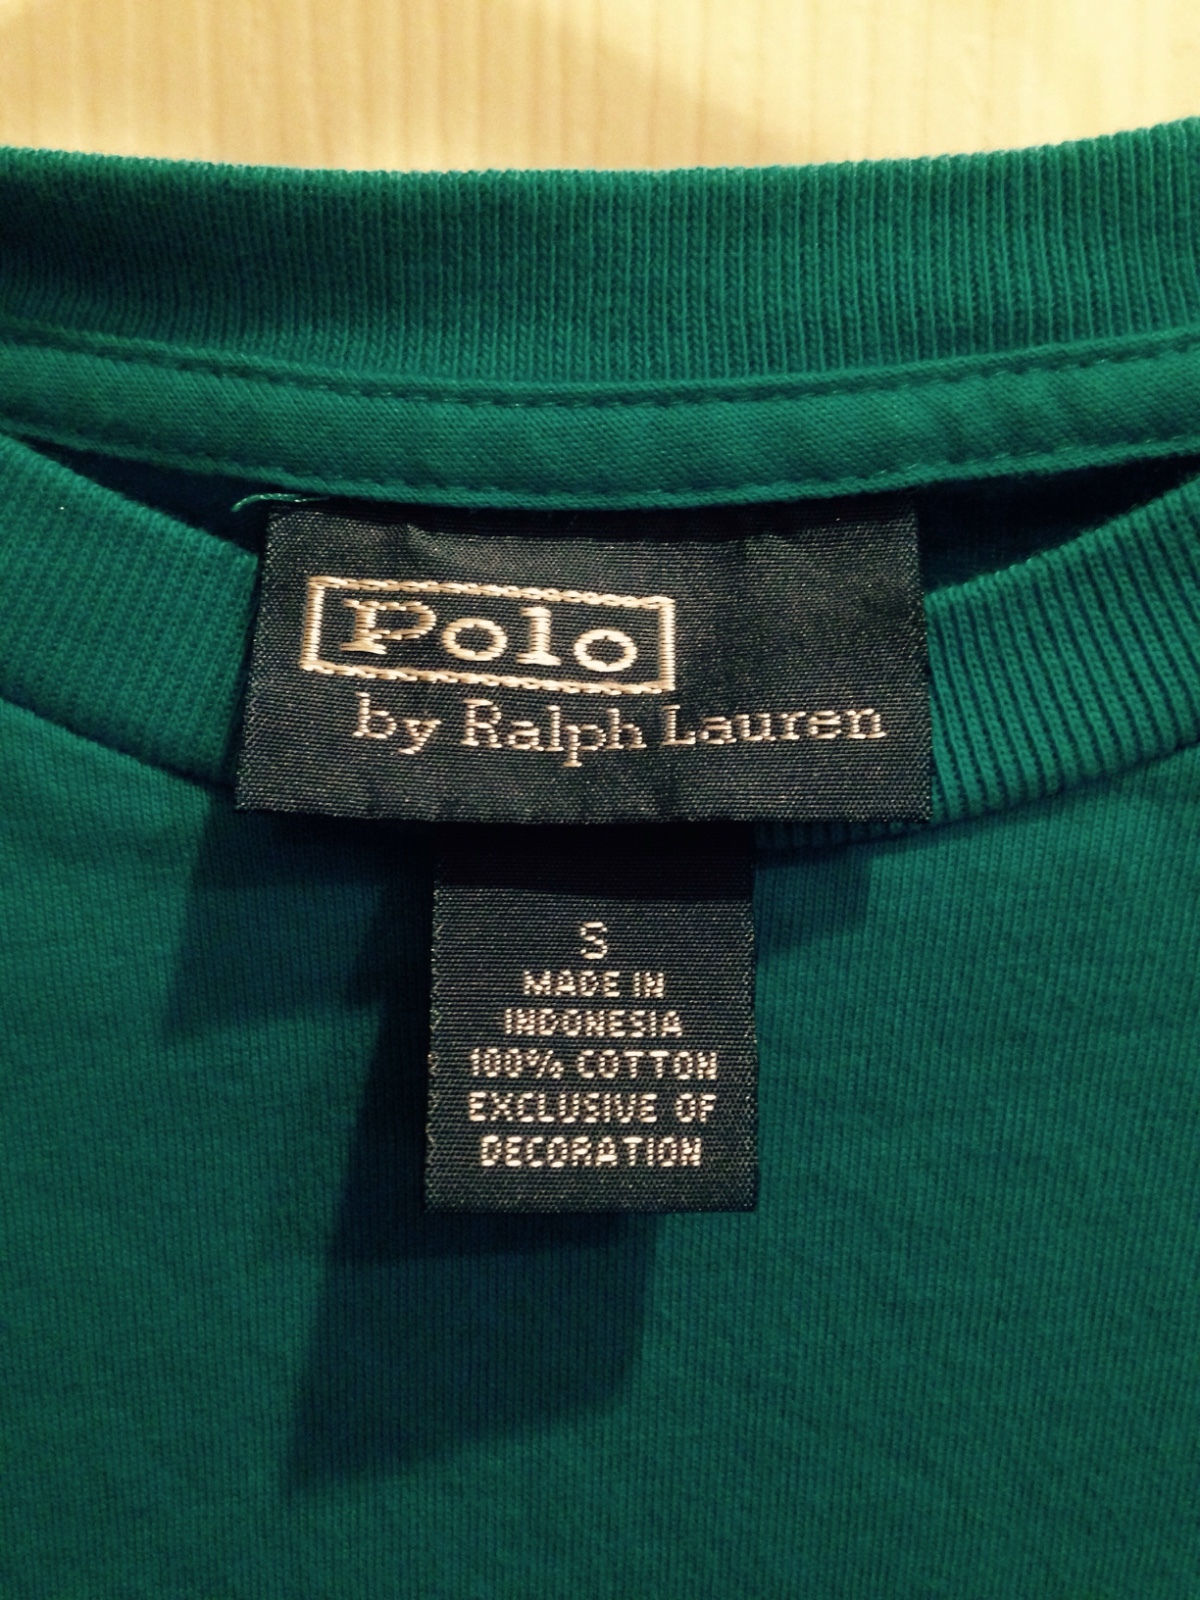 Polo
by Ralph Lauren
S
MADE IN
INDONESIA
100% COTTON
EXCLUSIVE OF
DECORATION